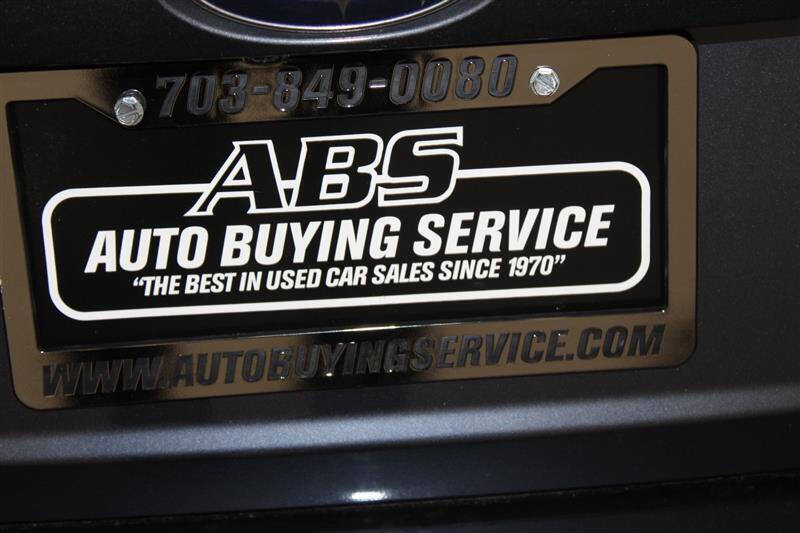 703-849-0080
ABS
AUTO BUYING SERVICE
"THE BEST IN USED CAR SALES SINCE 1970"
WWW.AUTOBUYINGSERVICE.COM